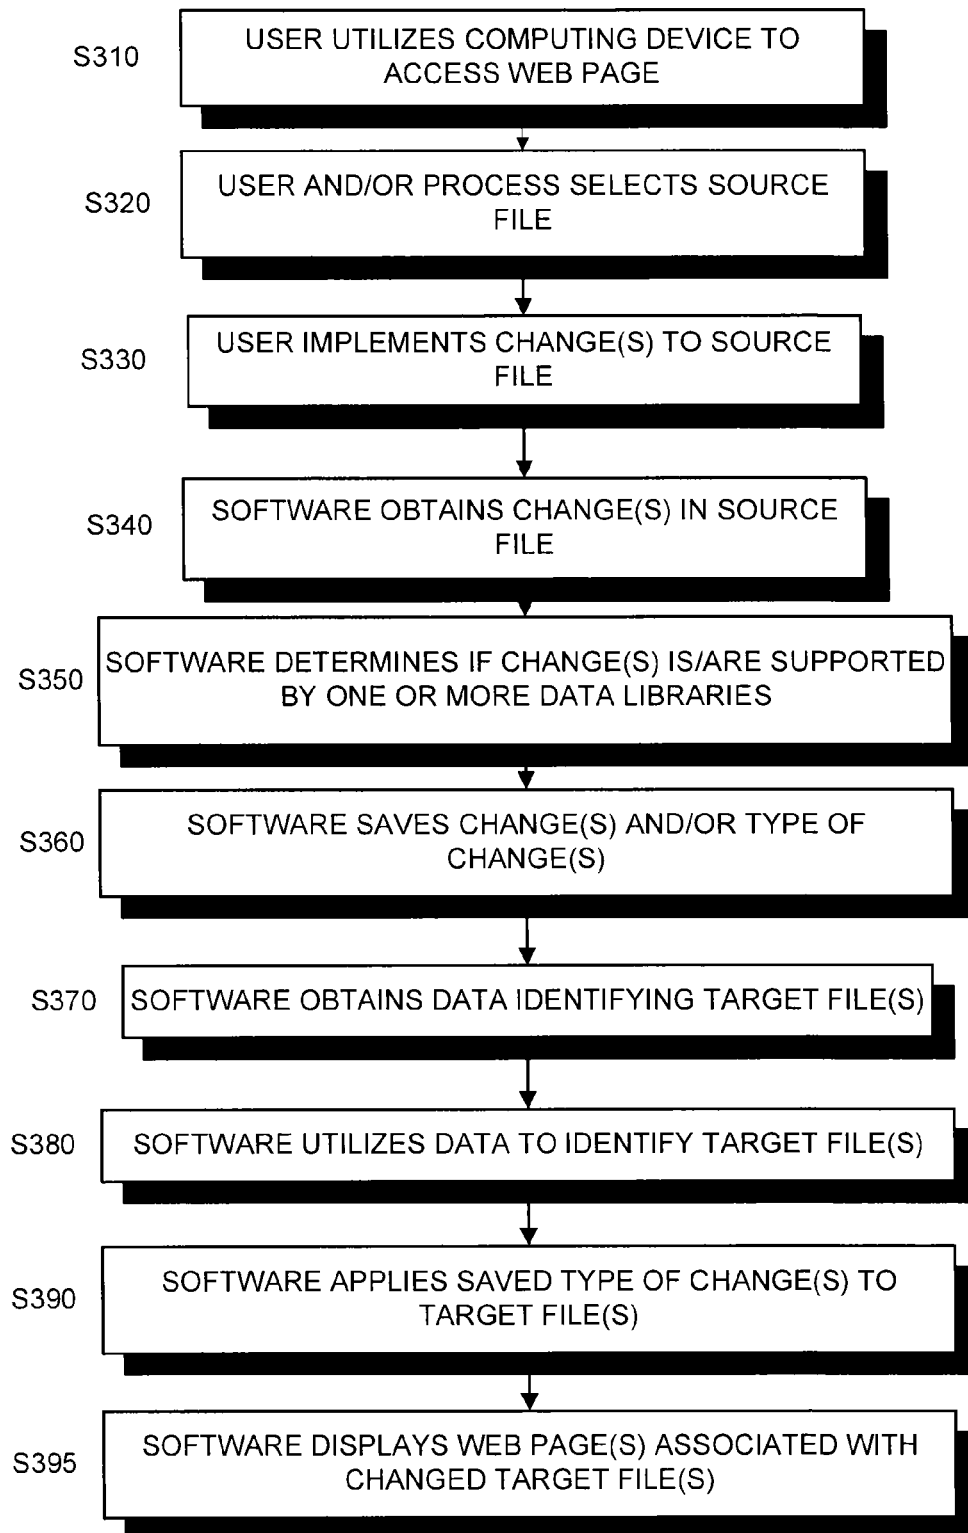 S310
USER UTILIZES COMPUTING DEVICE TO
ACCESS WEB PAGE
S320
USER AND/OR PROCESS SELECTS SOURCE
FILE
S330
USER IMPLEMENTS CHANGE(S) TO SOURCE
FILE
S340
SOFTWARE OBTAINS CHANGE(S) IN SOURCE
FILE
S350
SOFTWARE DETERMINES IF CHANGE(S) IS/ARE SUPPORTED
BY ONE OR MORE DATA LIBRARIES
S360
SOFTWARE SAVES CHANGE(S) AND/OR TYPE OF
CHANGE(S)
S370
SOFTWARE OBTAINS DATA IDENTIFYING TARGET FILE(S)
S380
SOFTWARE UTILIZES DATA TO IDENTIFY TARGET FILE(S)
S390
SOFTWARE APPLIES SAVED TYPE OF CHANGE(S) TO
TARGET FILE(S)
S395
SOFTWARE DISPLAYS WEB PAGE(S) ASSOCIATED WITH
CHANGED TARGET FILE(S)